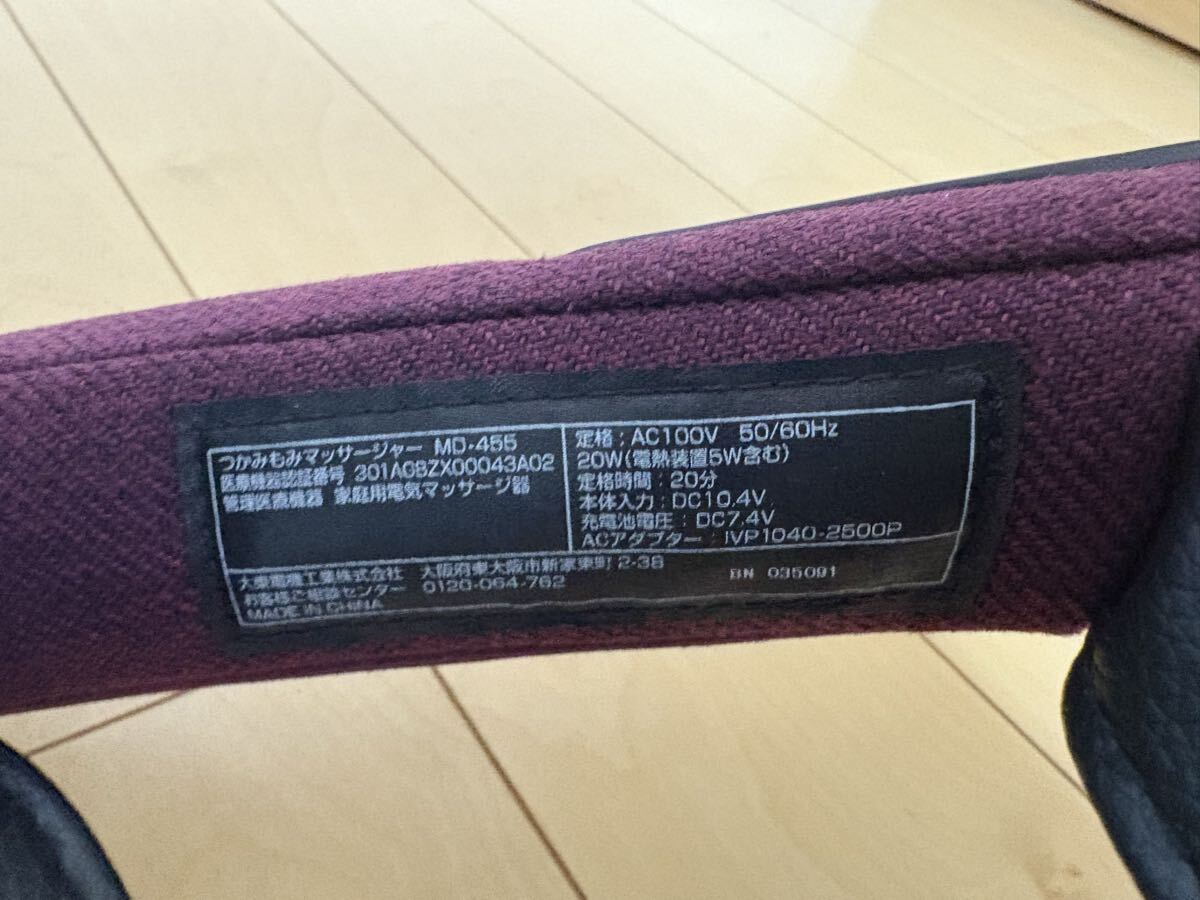 つかみもみマッサージャー MD-455
医療機器認証番号 301AGBZX00043A02
管理医療機器 家庭用電気マッサージ器
定格：AC100V 50/60Hz
20W(電熱装置5W含む)
定格時間：20分
本体入力：DC10.4V
充電池電圧：DC7.4V
ACアダプター：IVP1040-2500P
大東電機工業株式会社 大阪府東大阪市新家東町 2-38
お客様ご相談センター 0120-064-762
MADE IN CHINA
BN 035091